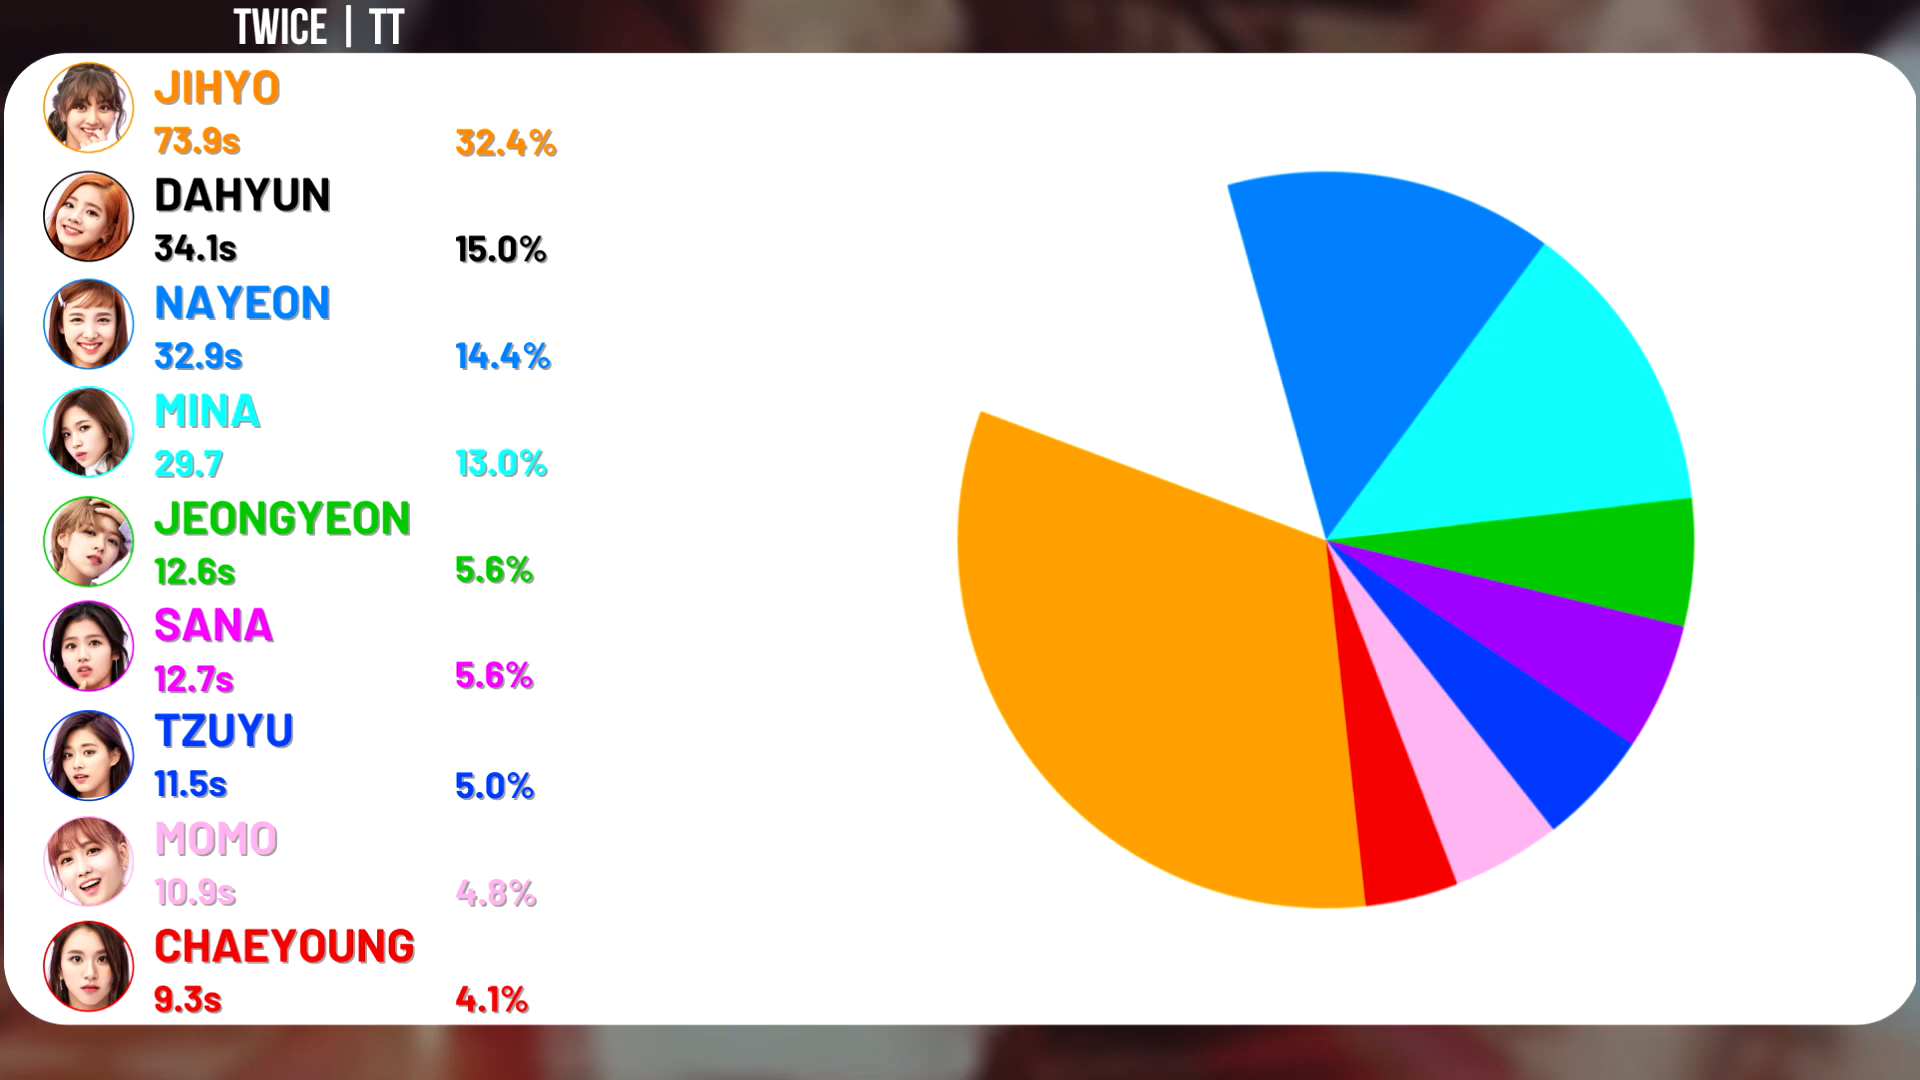 TWICE | TT
JIHYO
73.9s 32.4%
DAHYUN
34.1s 15.0%
NAYEON
32.9s 14.4%
MINA
29.7 13.0%
JEONGYEON
12.6s 5.6%
SANA
12.7s 5.6%
TZUYU
11.5s 5.0%
MOMO
10.9s 4.8%
CHAEYOUNG
9.3s 4.1%